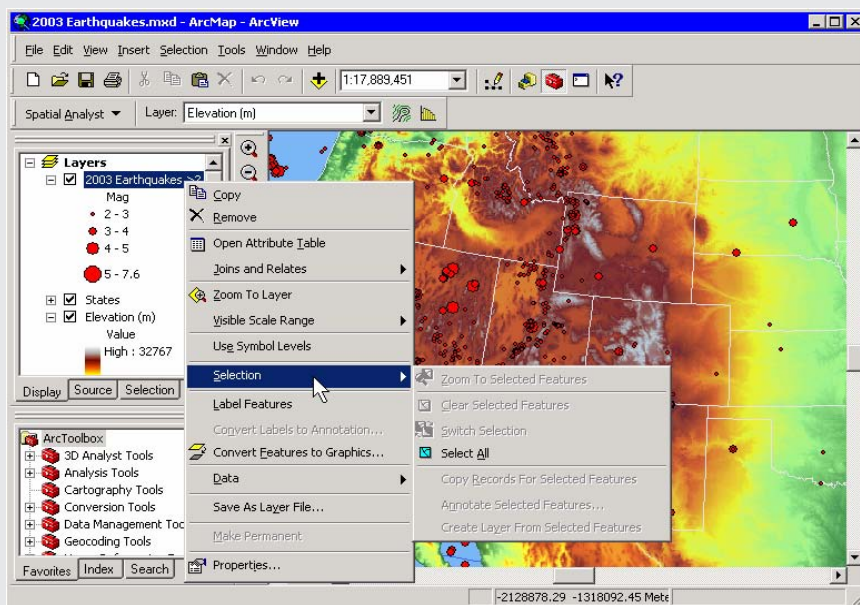 2003 Earthquakes.mxd - ArcMap - ArcView
File Edit View Insert Selection Tools Window Help
1:17,889,451
Spatial Analyst Layer: Elevation (m)
Layers
2003 Earthquakes >2
Mag
2 - 3
3 - 4
4 - 5
5 - 7.6
States
Elevation (m)
Value
High : 32767
Display Source Selection
ArcToolbox
3D Analyst Tools
Analysis Tools
Cartography Tools
Conversion Tools
Data Management Too
Geocoding Tools
Favorites Index Search
Copy
Remove
Open Attribute Table
Joins and Relates
Zoom To Layer
Visible Scale Range
Use Symbol Levels
Selection
Label Features
Convert Labels to Annotation...
Convert Features to Graphics...
Data
Save As Layer File...
Make Permanent
Properties...
Zoom To Selected Features
Clear Selected Features
Switch Selection
Select All
Copy Records For Selected Features
Annotate Selected Features...
Create Layer From Selected Features
-2128878.29 -1318092.45 Mete